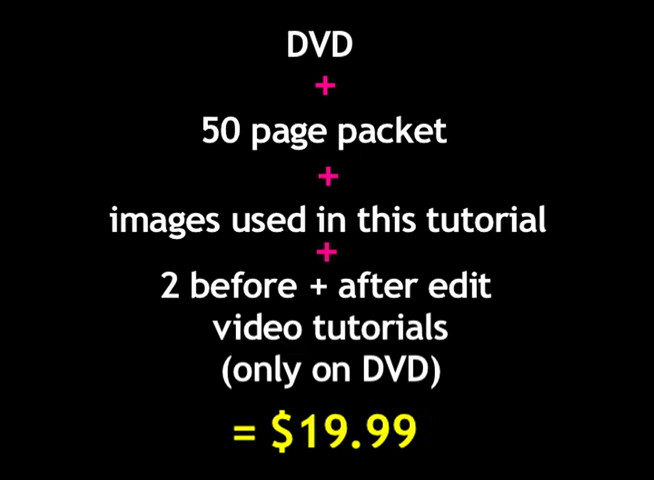 DVD
+
50 page packet
+
images used in this tutorial
+
2 before + after edit
video tutorials
(only on DVD)
= $19.99